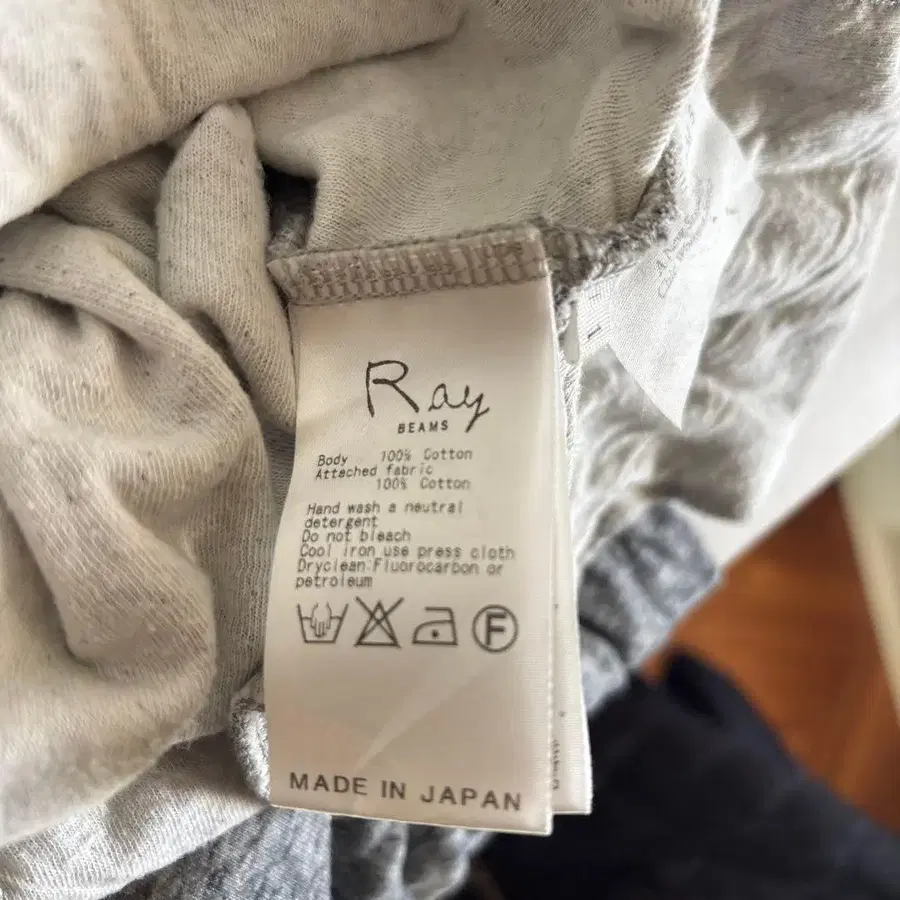 Ray
BEAMS
Body 100% Cotton
Attached fabric
100% Cotton
Hand wash a neutral
detergent
Do not bleach
Cool iron use press cloth
Dryclean:Fluorocarbon or
petroleum
F
MADE IN JAPAN